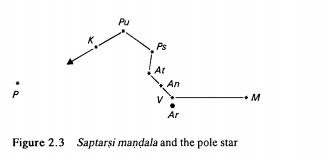 Pu
K
Ps
At
An
P
V
M
Ar
Figure 2.3 Saptarṣi maṇḍala and the pole star